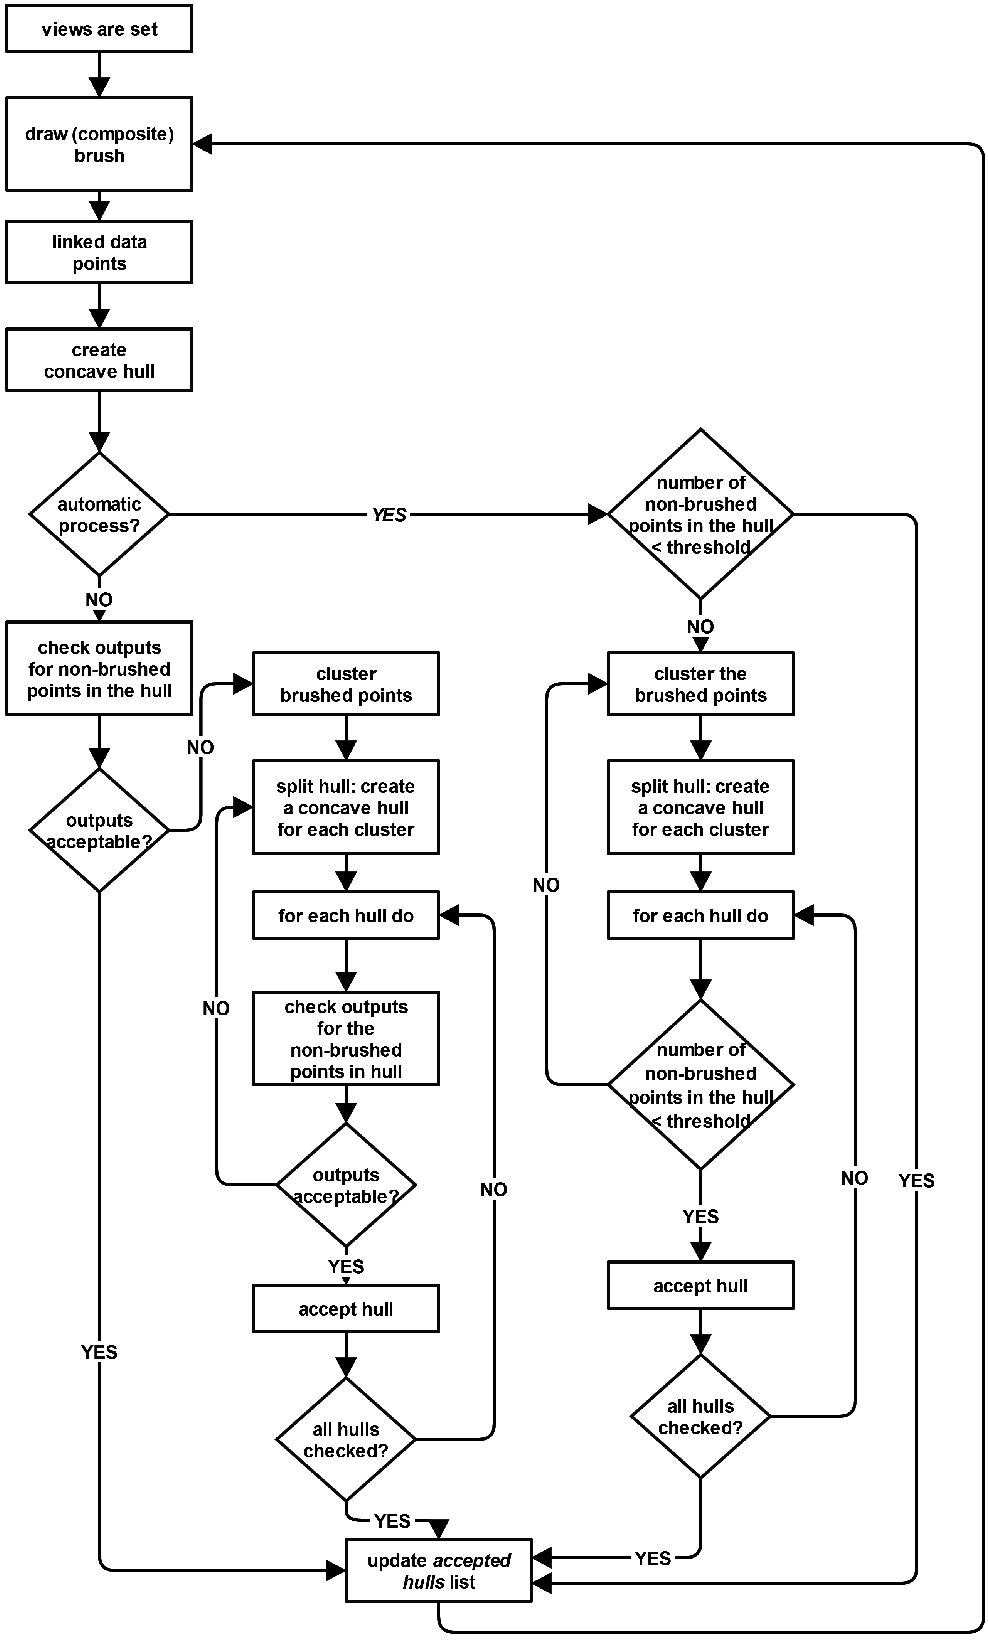 views are set
draw (composite)
brush
linked data
points
create
concave hull
automatic
process?
YES
number of
non-brushed
points in the hull
< threshold
NO
NO
check outputs
for non-brushed
points in the hull
cluster
brushed points
cluster the
brushed points
NO
outputs
acceptable?
split hull: create
a concave hull
for each cluster
split hull: create
a concave hull
for each cluster
NO
for each hull do
for each hull do
NO
check outputs
for the
non-brushed
points in hull
number of
non-brushed
points in the hull
< threshold
outputs
acceptable?
NO
NO
YES
YES
YES
accept hull
accept hull
YES
all hulls
checked?
all hulls
checked?
YES
YES
update accepted
hulls list